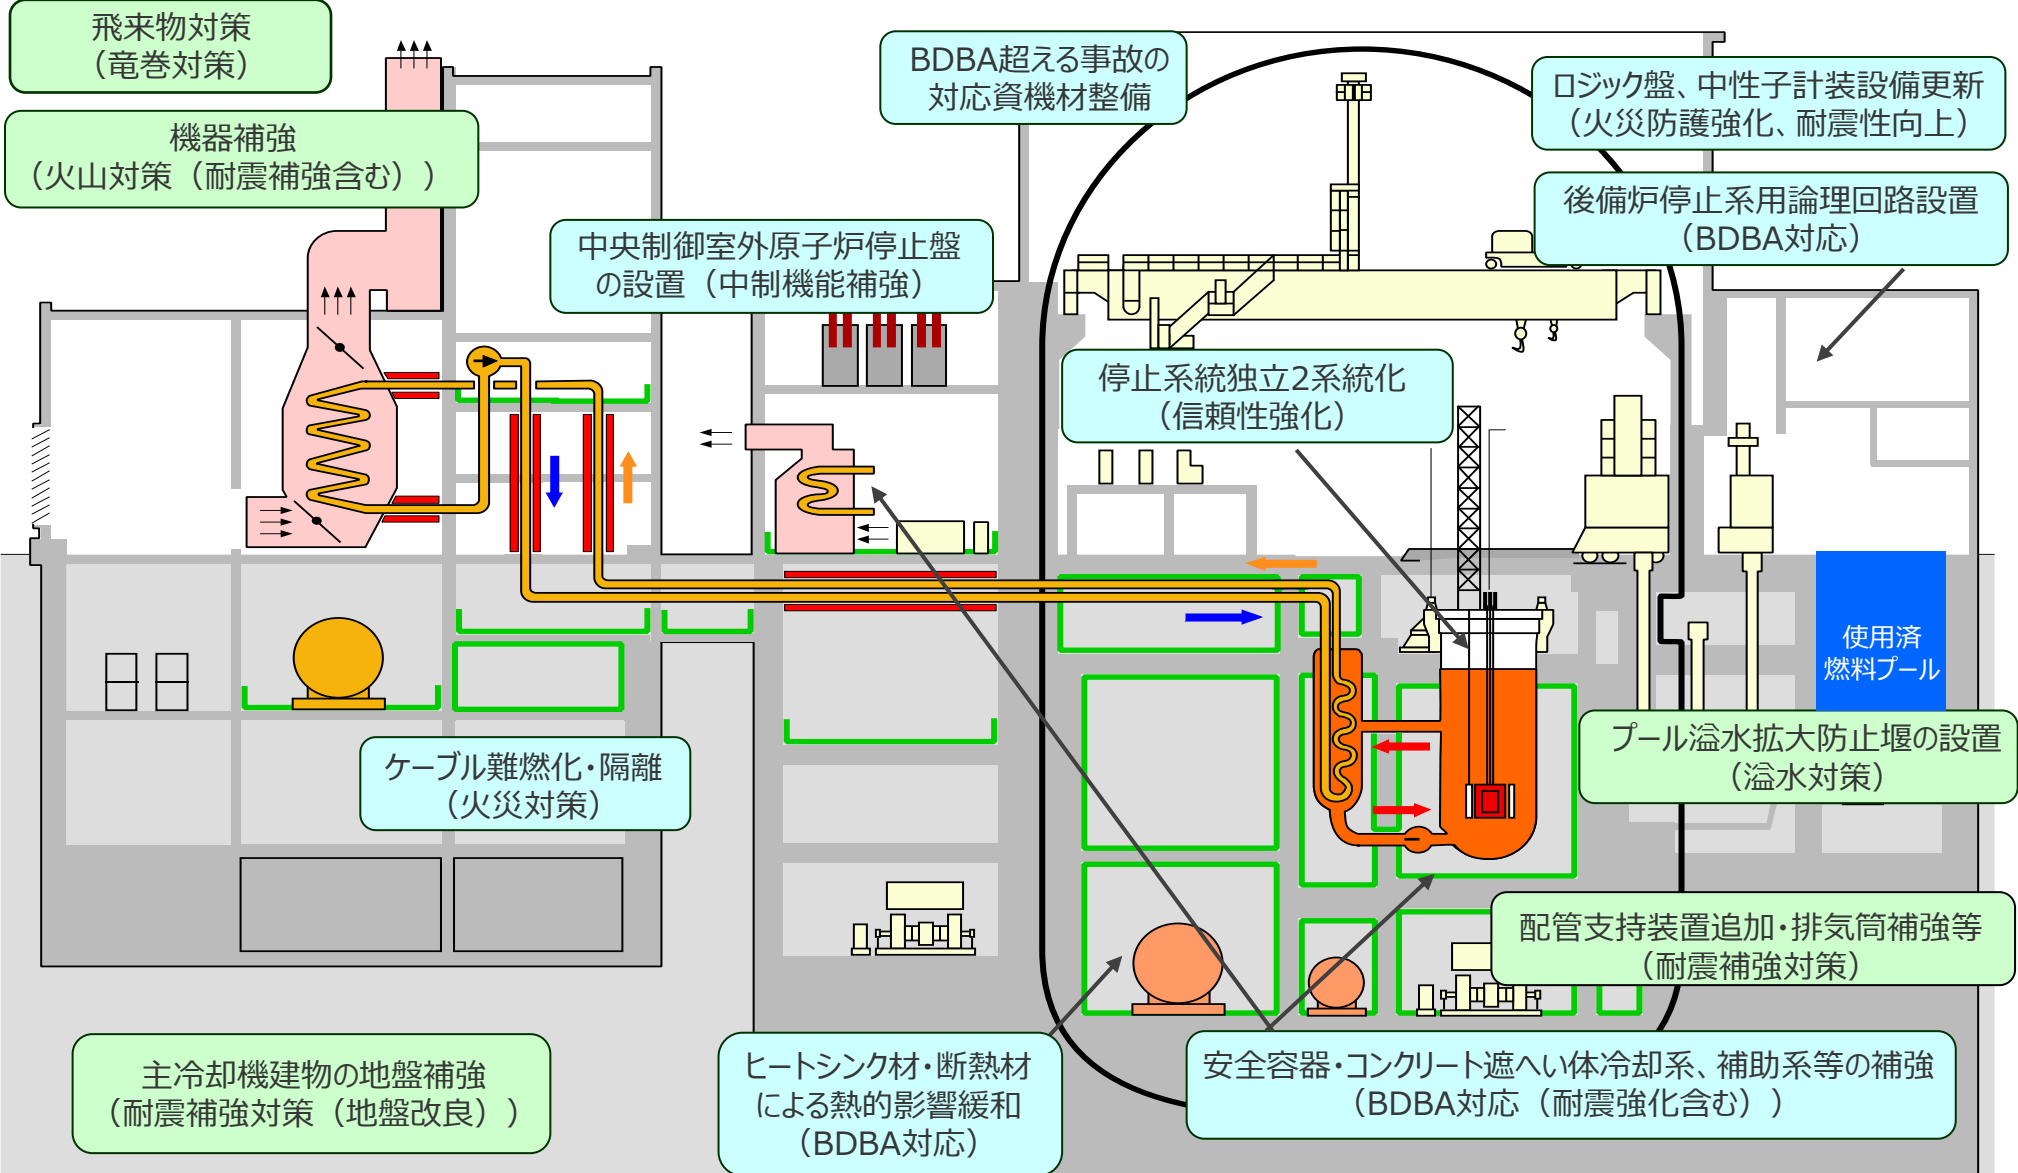 飛来物対策
（竜巻対策）
機器補強
（火山対策（耐震補強含む））
BDBA超える事故の
対応資機材整備
ロジック盤、中性子計装設備更新
（火災防護強化、耐震性向上）
後備炉停止系用論理回路設置
（BDBA対応）
中央制御室外原子炉停止盤
の設置（中制機能補強）
停止系統独立2系統化
（信頼性強化）
使用済
燃料プール
プール溢水拡大防止堰の設置
（溢水対策）
ケーブル難燃化・隔離
（火災対策）
配管支持装置追加・排気筒補強等
（耐震補強対策）
主冷却機建物の地盤補強
（耐震補強対策（地盤改良））
ヒートシンク材・断熱材
による熱的影響緩和
（BDBA対応）
安全容器・コンクリート遮へい体冷却系、補助系等の補強
（BDBA対応（耐震強化含む））